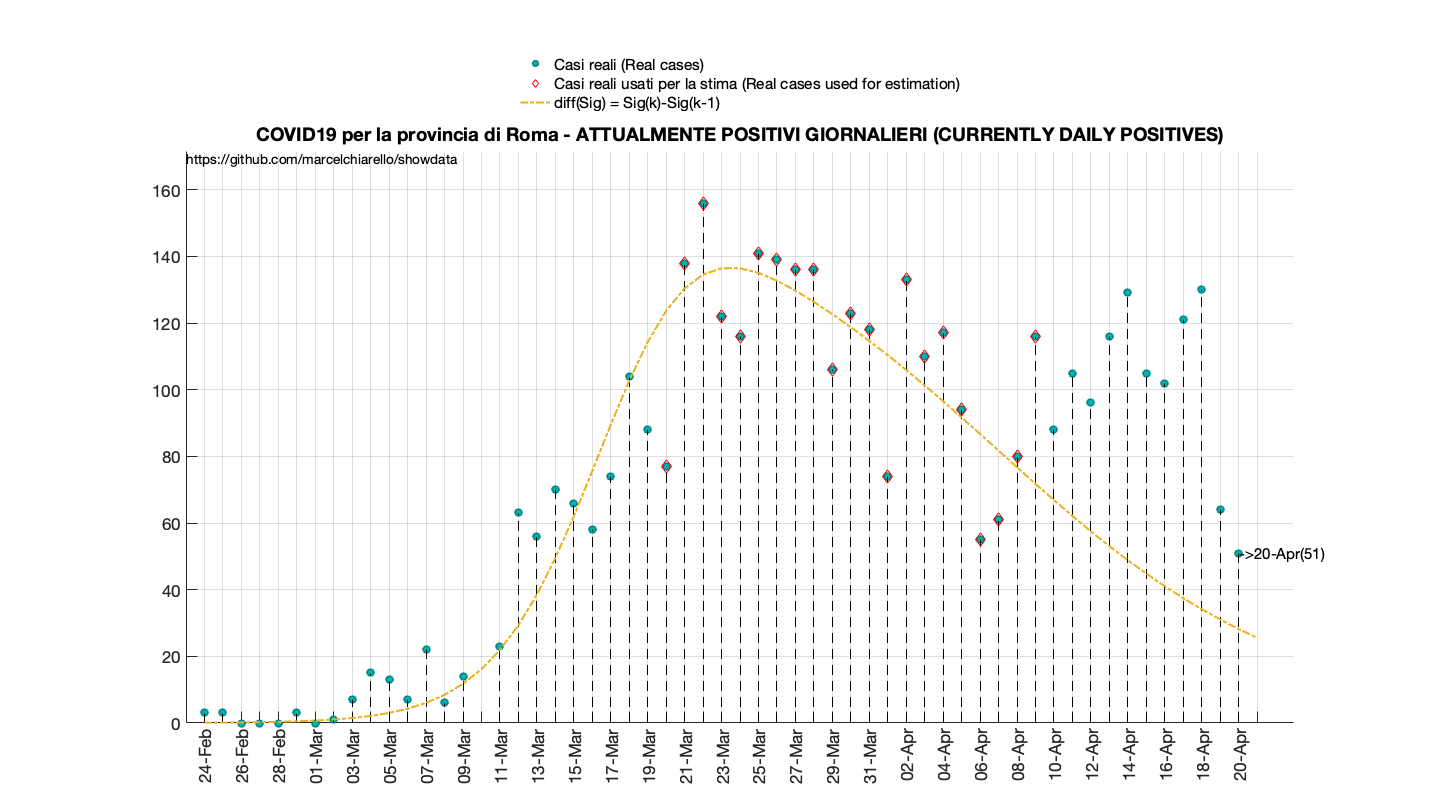 Casi reali (Real cases)
Casi reali usati per la stima (Real cases used for estimation)
diff(Sig) = Sig(k)-Sig(k-1)
COVID19 per la provincia di Roma - ATTUALMENTE POSITIVI GIORNALIERI (CURRENTLY DAILY POSITIVES)
https://github.com/marcelchiarello/showdata
160
140
120
100
80
60
40
20
0
->20-Apr(51)
24-Feb
26-Feb
28-Feb
01-Mar
03-Mar
05-Mar
07-Mar
09-Mar
11-Mar
13-Mar
15-Mar
17-Mar
19-Mar
21-Mar
23-Mar
25-Mar
27-Mar
29-Mar
31-Mar
02-Apr
04-Apr
06-Apr
08-Apr
10-Apr
12-Apr
14-Apr
16-Apr
18-Apr
20-Apr